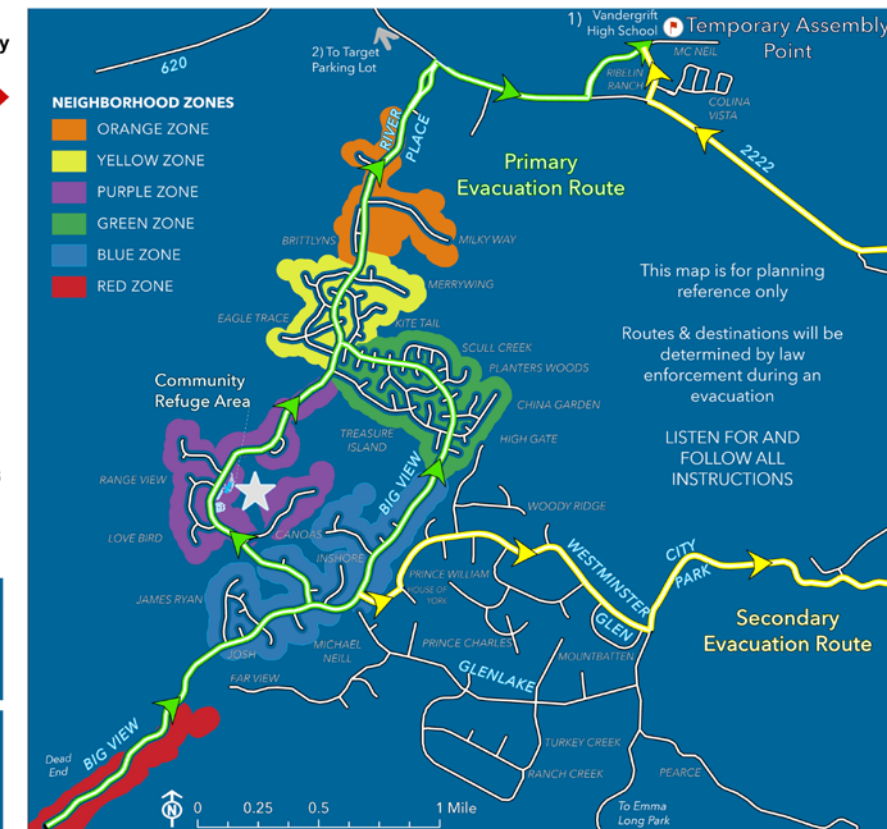 y
620
2) To Target
Parking Lot
1) Vandergrift
High School
Temporary Assembly
Point
MC NEIL
RIBELIN
RANCH
COLINA
VISTA
2222
NEIGHBORHOOD ZONES
ORANGE ZONE
YELLOW ZONE
PURPLE ZONE
GREEN ZONE
BLUE ZONE
RED ZONE
RIVER
PLACE
Primary
Evacuation Route
BRITTLYNS
MILKY WAY
MERRYWING
EAGLE TRACE
KITE TAIL
This map is for planning
reference only
Routes & destinations will be
determined by law
enforcement during an
evacuation
LISTEN FOR AND
FOLLOW ALL
INSTRUCTIONS
SCULL CREEK
PLANTERS WOODS
CHINA GARDEN
HIGH GATE
TREASURE
ISLAND
Community
Refuge Area
RANGE VIEW
LOVE BIRD
CANOAS
INSHORE
BIG VIEW
WOODY RIDGE
WESTMINSTER
GLEN
CITY
PARK
PRINCE WILLIAM
HOUSE OF
YORK
JAMES RYAN
JOSH
MICHAEL
NEILL
PRINCE CHARLES
MOUNTBATTEN
Secondary
Evacuation Route
FAR VIEW
GLENLAKE
BIG VIEW
Dead
End
TURKEY CREEK
RANCH CREEK
PEARCE
To Emma
Long Park
N
0 0.25 0.5 1 Mile